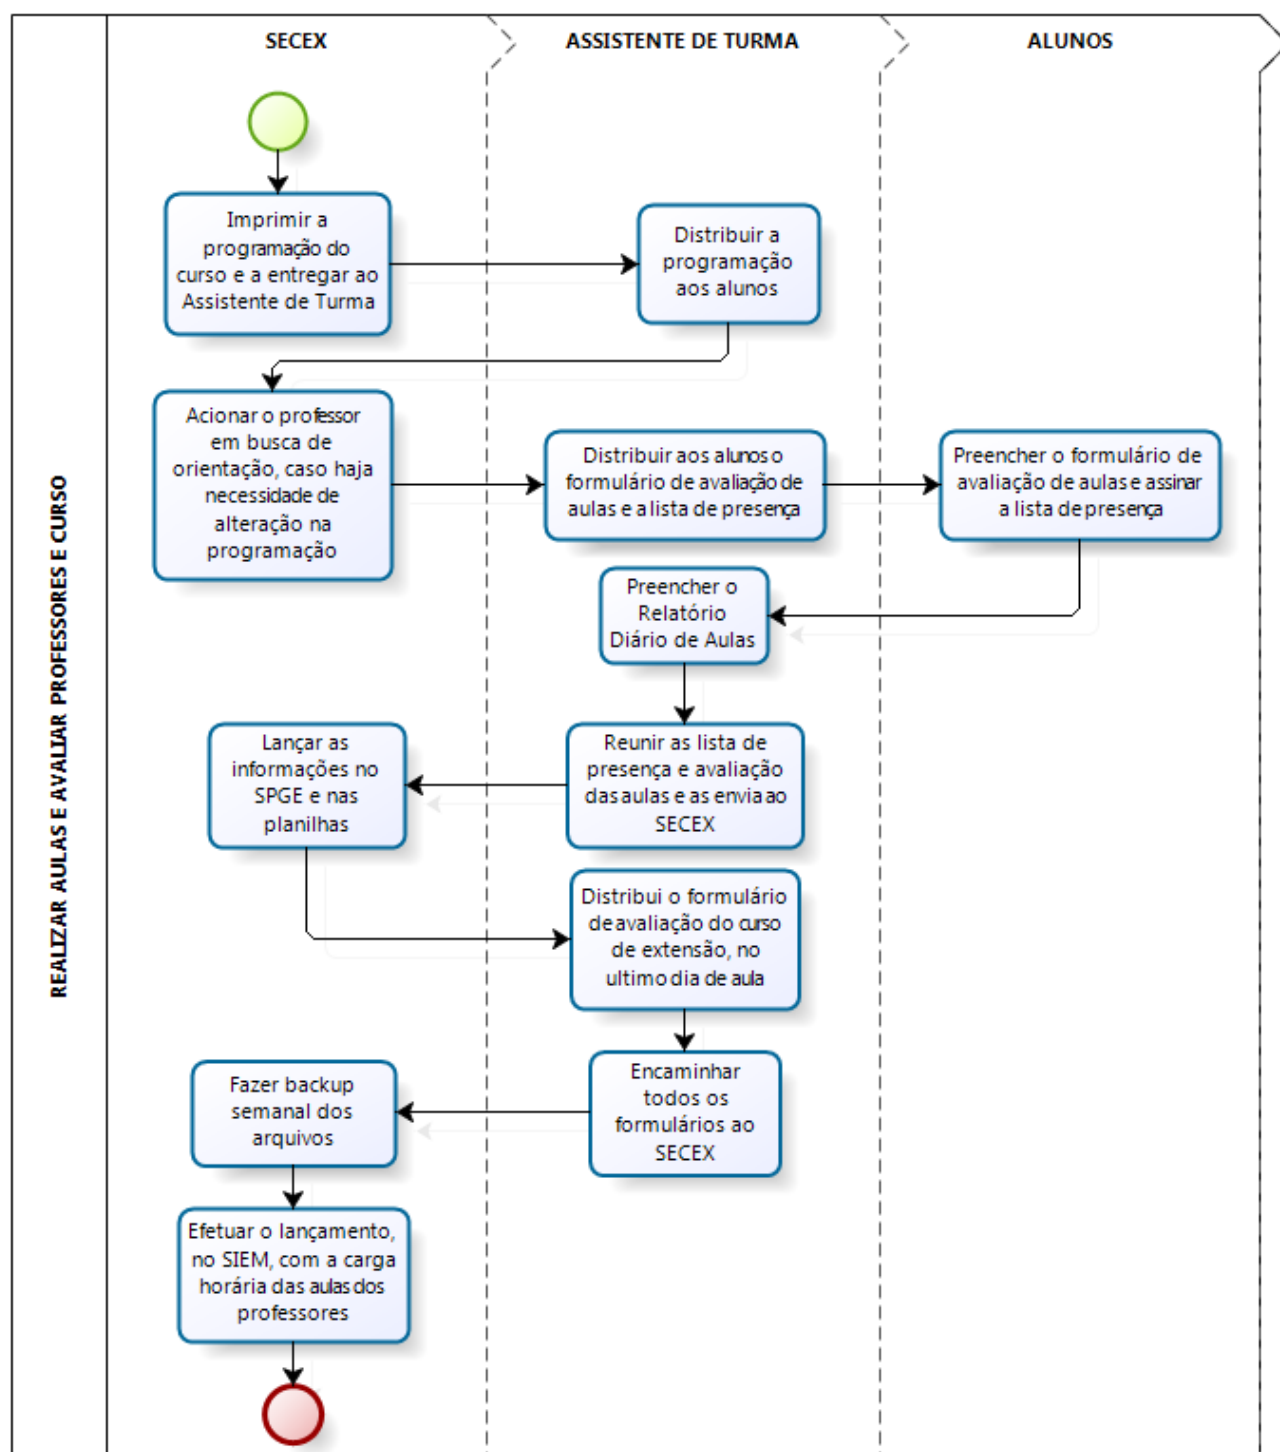 REALIZAR AULAS E AVALIAR PROFESSORES E CURSO
SECEX
ASSISTENTE DE TURMA
ALUNOS
Imprimir a
programação do
curso e a entregar ao
Assistente de Turma
Distribuir a
programação
aos alunos
Acionar o professor
em busca de
orientação, caso haja
necessidade de
alteração na
programação
Distribuir aos alunos o
formulário de avaliação de
aulas e a lista de presença
Preencher o formulário de
avaliação de aulas e assinar
a lista de presença
Preencher o
Relatório
Diário de Aulas
Reunir as lista de
presença e avaliação
das aulas e as envia ao
SECEX
Lançar as
informações no
SPGE e nas
planilhas
Distribui o formulário
de avaliação do curso
de extensão, no
ultimo dia de aula
Encaminhar
todos os
formulários ao
SECEX
Fazer backup
semanal dos
arquivos
Efetuar o lançamento,
no SIEM, com a carga
horária das aulas dos
professores